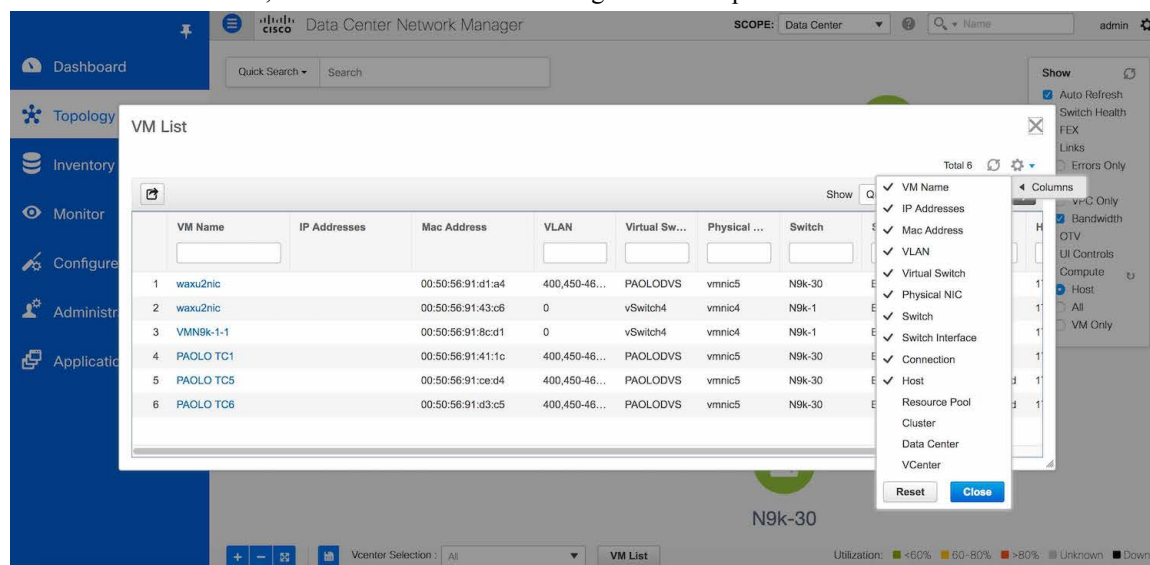 cisco Data Center Network Manager SCOPE: Data Center Name admin
Dashboard
Quick Search Search
Show
Auto Refresh
Topology
Switch Health
FEX
Links
Errors Only
VPC Only
Bandwidth
OTV
UI Controls
Compute
Host
All
VM Only
Inventory
Monitor
Configure
Administr
Applicatio
VM List
Total 6
Show
Columns
VM Name
IP Addresses
Mac Address
VLAN
Virtual Switch
Physical NIC
Switch
Switch Interface
Connection
Host
Resource Pool
Cluster
Data Center
VCenter
Reset Close
VM Name IP Addresses Mac Address VLAN Virtual Sw... Physical ... Switch
1 waxu2nic 00:50:56:91:d1:a4 400,450-46... PAOLODVS vmnic5 N9k-30
2 waxu2nic 00:50:56:91:43:c6 0 vSwitch4 vmnic4 N9k-1
3 VMN9k-1-1 00:50:56:91:8c:d1 0 vSwitch4 vmnic4 N9k-1
4 PAOLO TC1 00:50:56:91:41:1c 400,450-46... PAOLODVS vmnic5 N9k-30
5 PAOLO TC5 00:50:56:91:ce:d4 400,450-46... PAOLODVS vmnic5 N9k-30
6 PAOLO TC6 00:50:56:91:d3:c5 400,450-46... PAOLODVS vmnic5 N9k-30
N9k-30
Vcenter Selection : All VM List Utilization: <60% 60-80% >80% Unknown Down